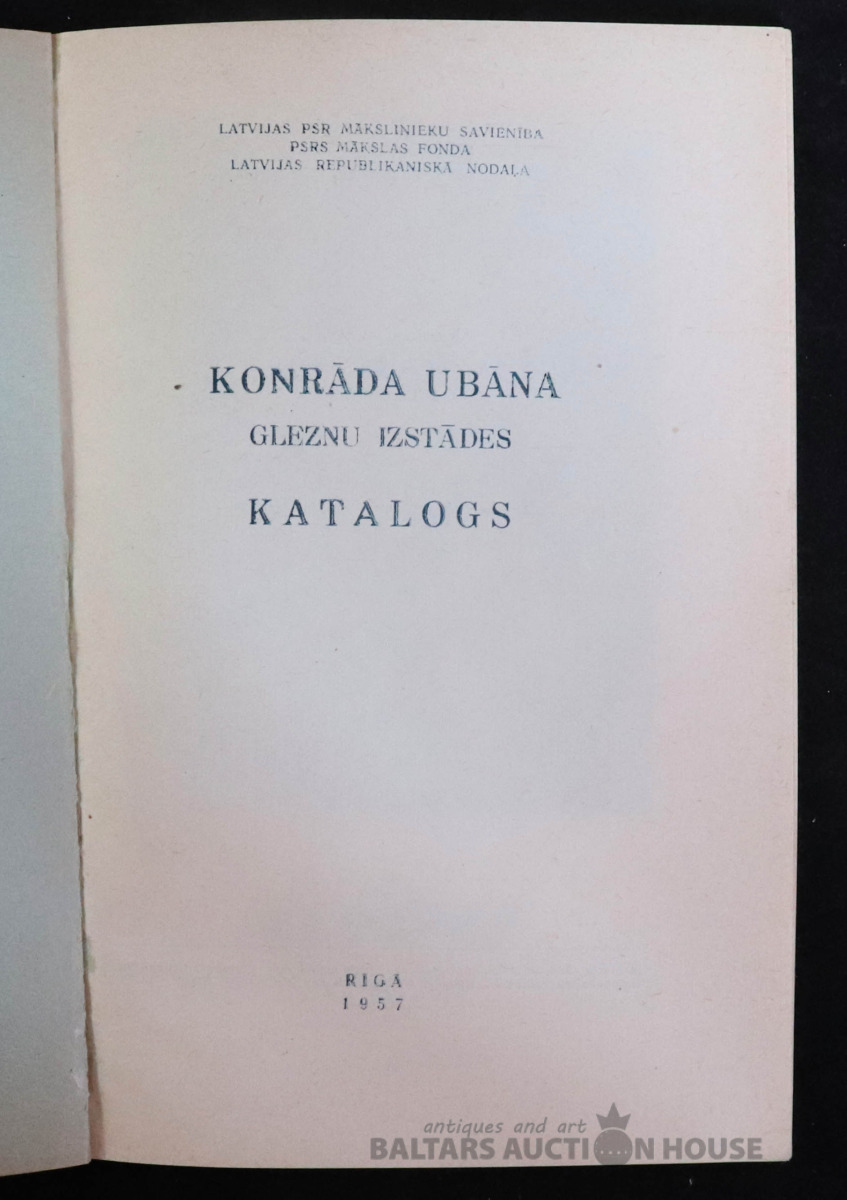 LATVIJAS PSR MĀKSLINIEKU SAVIENĪBA
PSRS MĀKSLAS FONDA
LATVIJAS REPUBLIKANISKĀ NODAĻA
KONRĀDA UBĀNA
GLEZNU IZSTĀDES
KATALOGS
RĪGĀ
1957
antiques and art
BALTARS AUCTION HOUSE